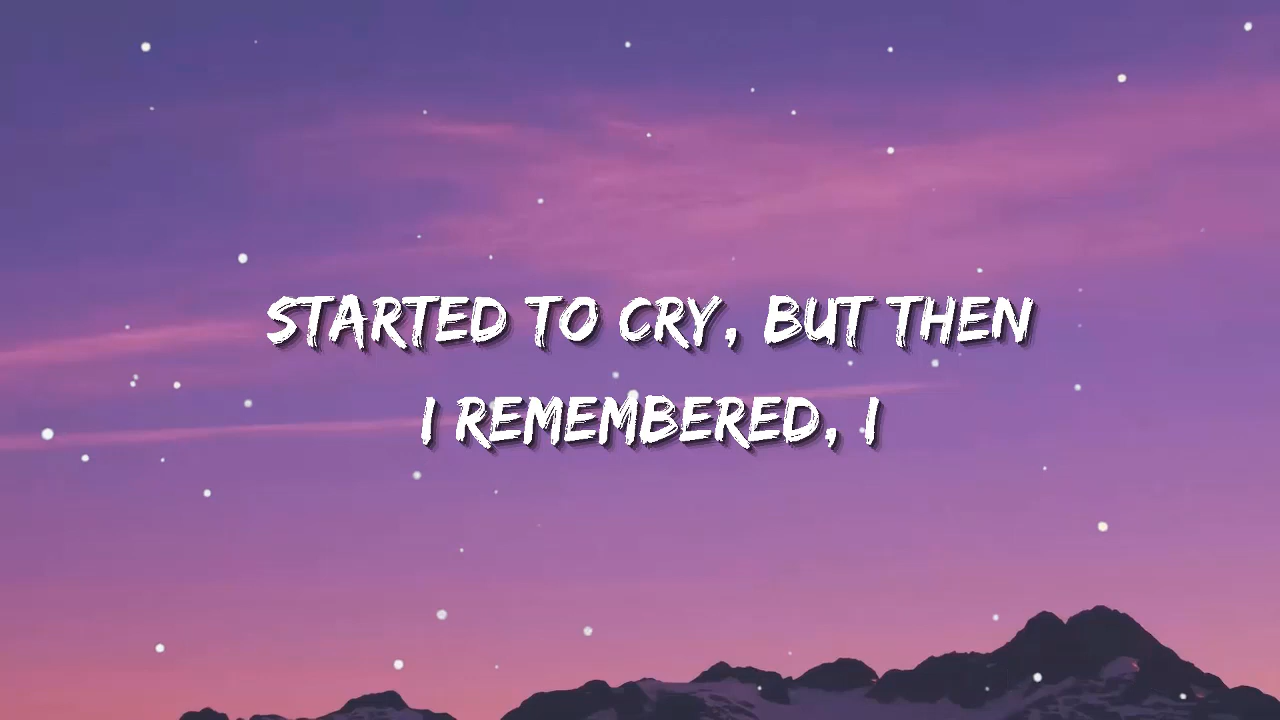 STARTED TO CRY, BUT THEN
I REMEMBERED, I